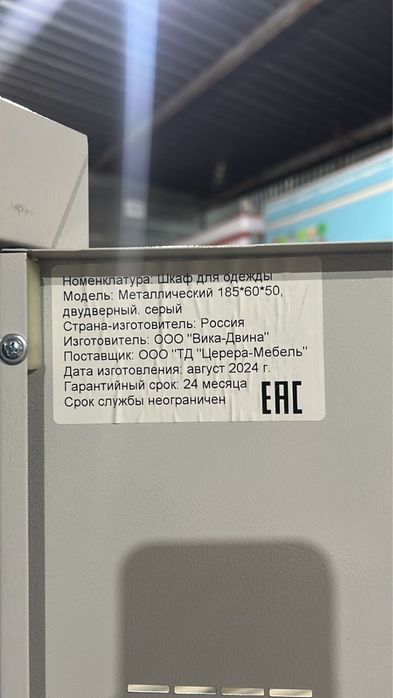 Номенклатура: Шкаф для одежды
Модель: Металлический 185*60*50,
двудверный. серый
Страна-изготовитель: Россия
Изготовитель: ООО "Вика-Двина"
Поставщик: ООО "ТД "Церера-Мебель"
Дата изготовления: август 2024 г.
Гарантийный срок: 24 месяца
Срок службы неограничен
ЕАС